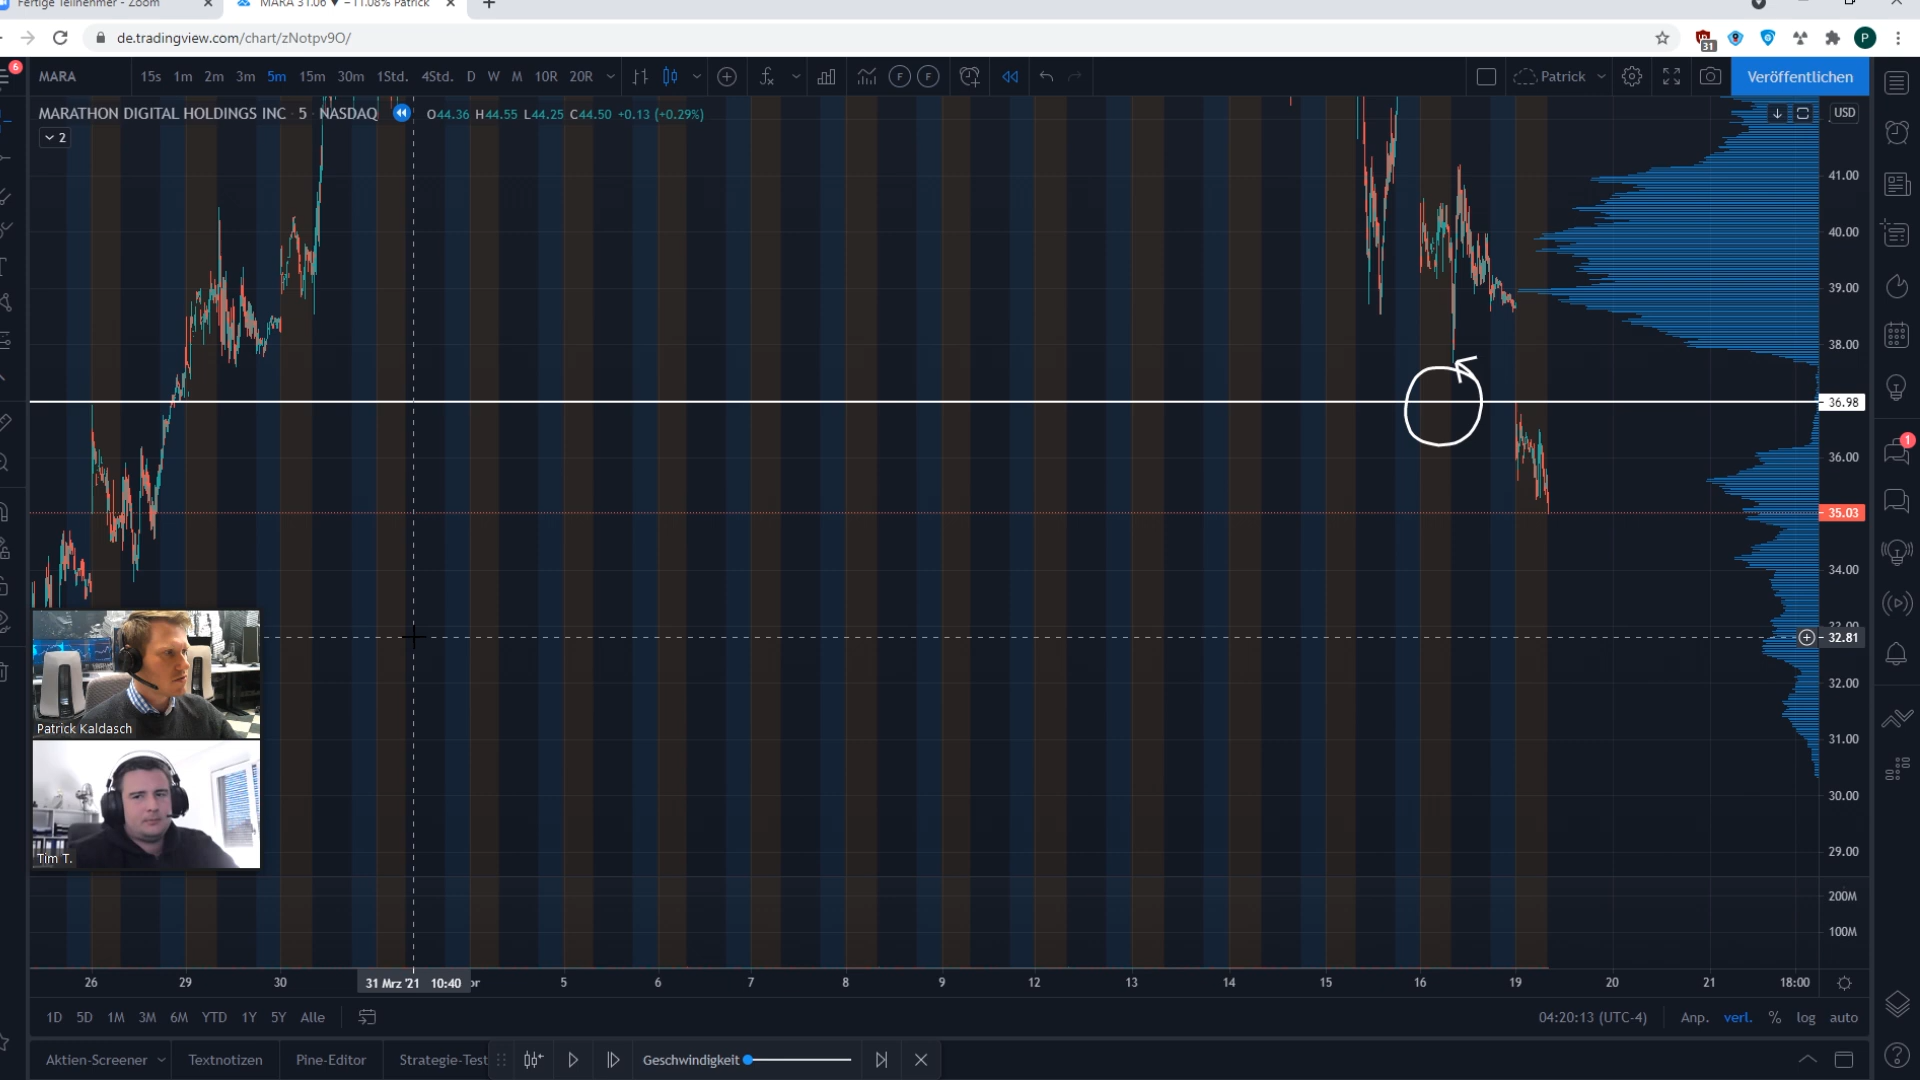 Fertige Teilnehmer - Zoom
MARA 31.06 ▼ −11.08% Patrick
de.tradingview.com/chart/zNotpv9O/
31
P
6
MARA
15s 1m 2m 3m 5m 15m 30m 1Std. 4Std. D W M 10R 20R
F F
Patrick
Veröffentlichen
MARATHON DIGITAL HOLDINGS INC · 5 · NASDAQ
O44.36 H44.55 L44.25 C44.50 +0.13 (+0.29%)
USD
2
41.00
40.00
39.00
38.00
36.98
36.00
1
35.03
34.00
32.81
32.00
31.00
30.00
29.00
200M
100M
Patrick Kaldasch
Tim T.
26 29 30 31 Mrz '21 10:40 5 6 7 8 9 12 13 14 15 16 19 20 21 18:00
1D 5D 1M 3M 6M YTD 1Y 5Y Alle
04:20:13 (UTC-4) Anp. verl. % log auto
Aktien-Screener Textnotizen Pine-Editor Strategie-Test
Geschwindigkeit